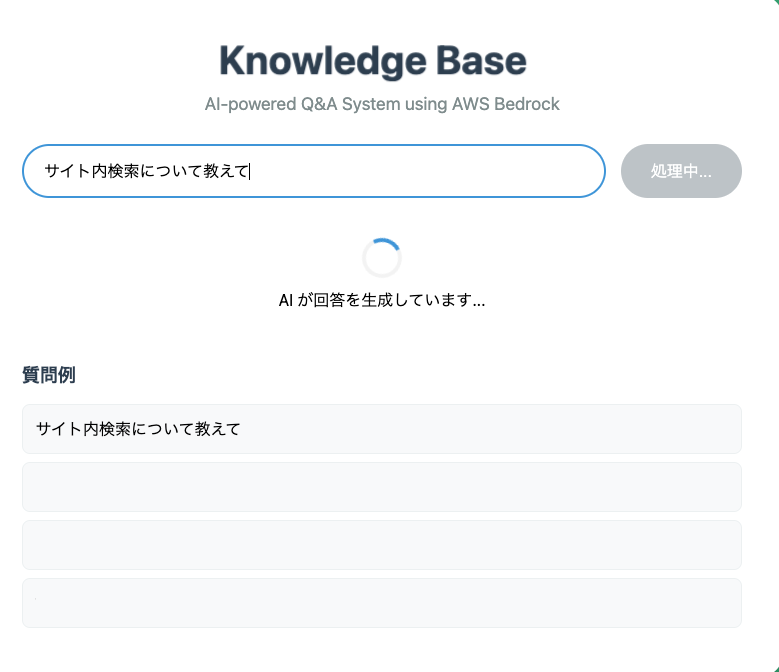 Knowledge Base
AI-powered Q&A System using AWS Bedrock
サイト内検索について教えて
処理中...
AI が回答を生成しています...
質問例
サイト内検索について教えて